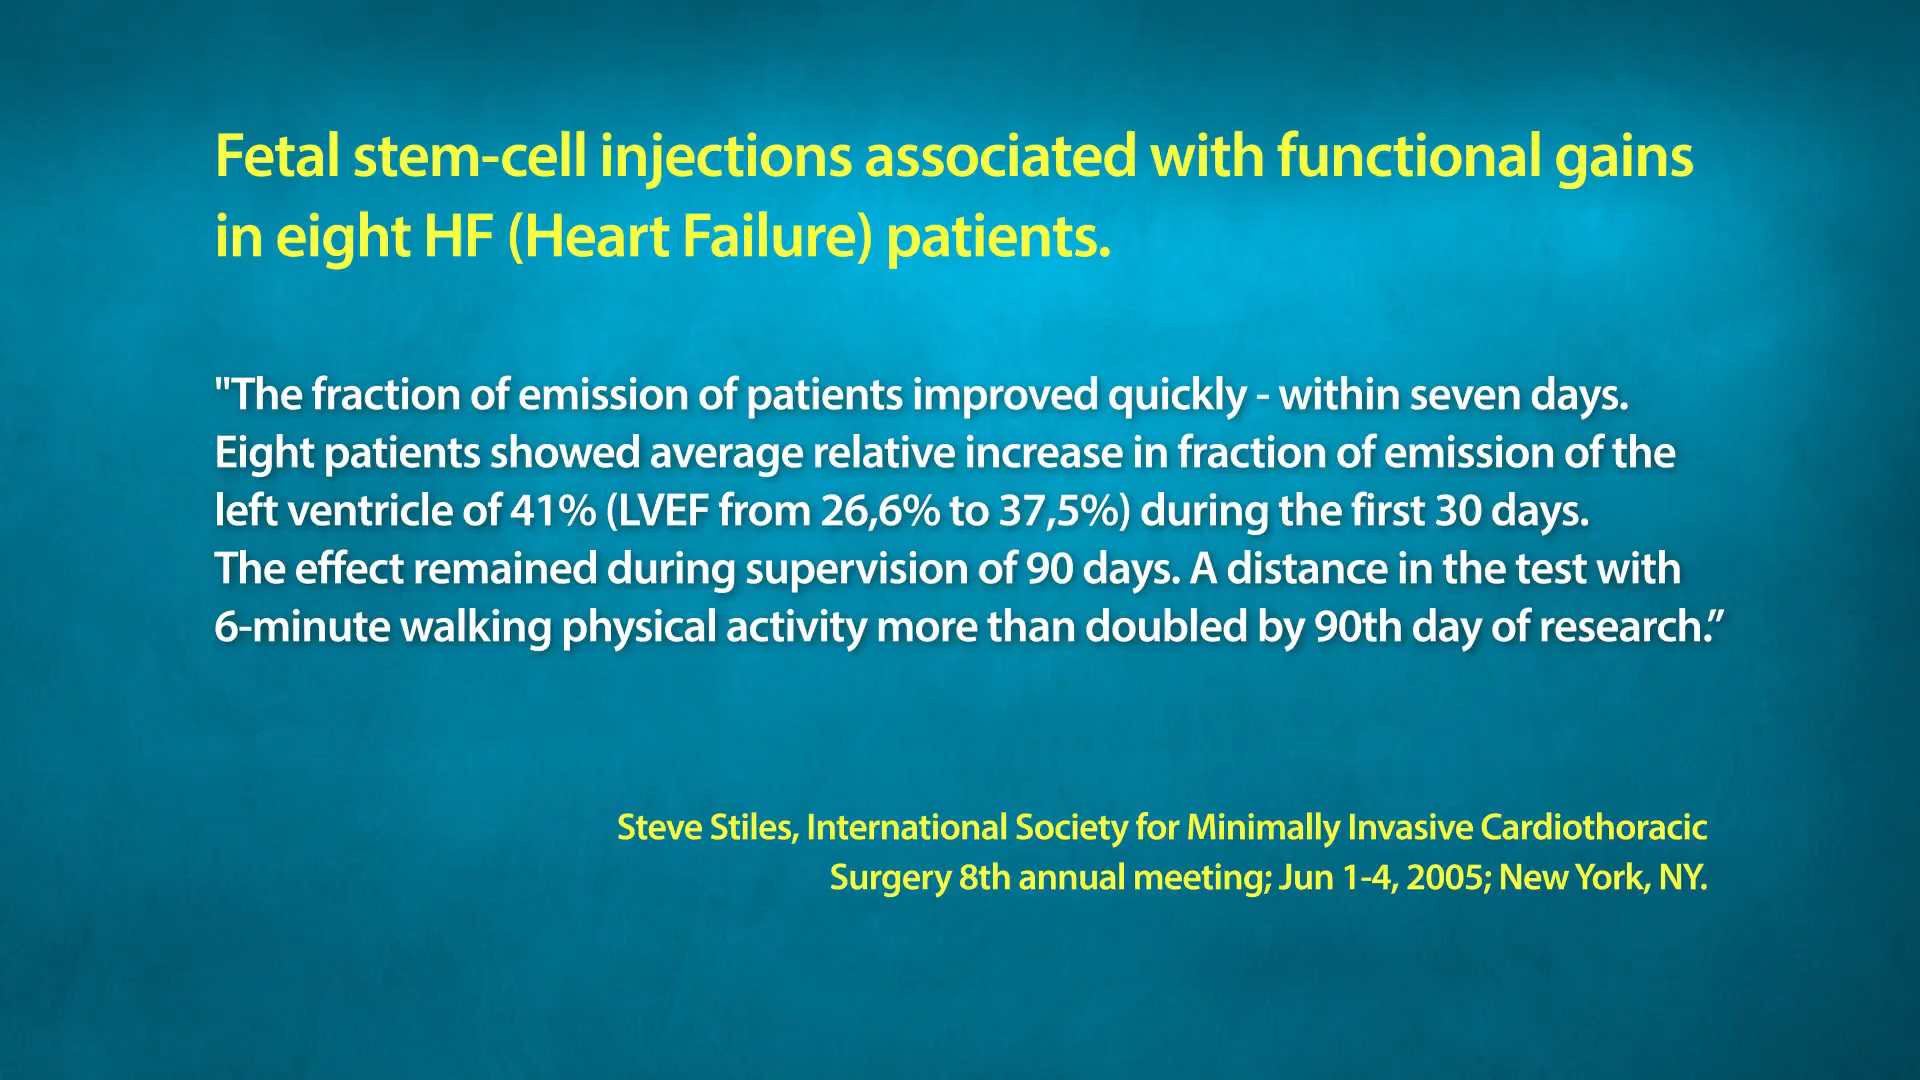 Fetal stem-cell injections associated with functional gains
in eight HF (Heart Failure) patients.
"The fraction of emission of patients improved quickly - within seven days.
Eight patients showed average relative increase in fraction of emission of the
left ventricle of 41% (LVEF from 26,6% to 37,5%) during the first 30 days.
The effect remained during supervision of 90 days. A distance in the test with
6-minute walking physical activity more than doubled by 90th day of research.”
Steve Stiles, International Society for Minimally Invasive Cardiothoracic
Surgery 8th annual meeting; Jun 1-4, 2005; New York, NY.